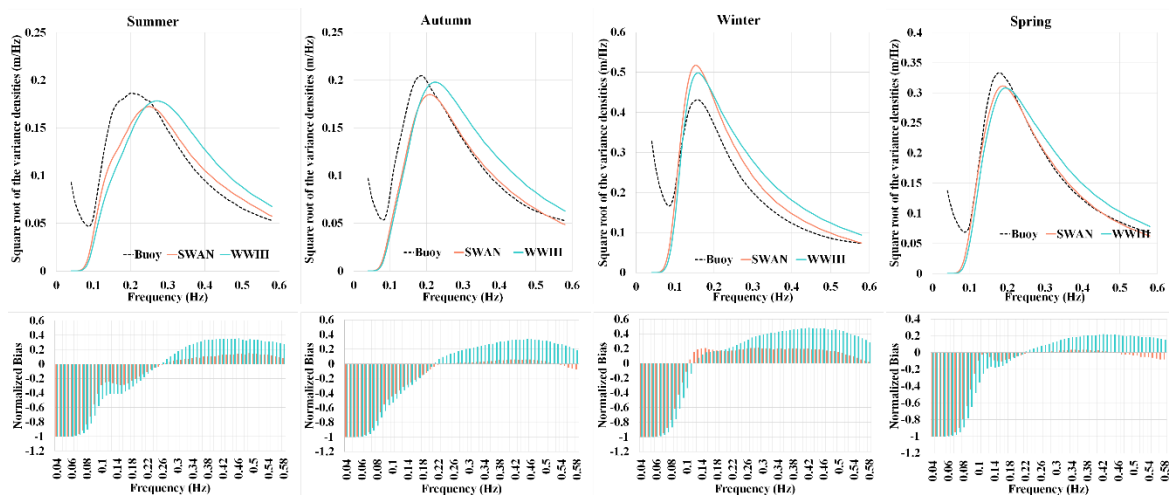 Summer
Square root of the variance densities (m/Hz)
0.25
0.2
0.15
0.1
0.05
0
Buoy SWAN WWIII
0 0.1 0.2 0.3 0.4 0.5 0.6
Frequency (Hz)
Autumn
Square root of the variance densities (m/Hz)
0.25
0.2
0.15
0.1
0.05
0
Buoy SWAN WWIII
0 0.1 0.2 0.3 0.4 0.5 0.6
Frequency (Hz)
Winter
Square root of the variance densities (m/Hz)
0.6
0.5
0.4
0.3
0.2
0.1
0
Buoy SWAN WWIII
0 0.1 0.2 0.3 0.4 0.5 0.6
Frequency (Hz)
Spring
Square root of the variance densities (m/Hz)
0.4
0.35
0.3
0.25
0.2
0.15
0.1
0.05
0
Buoy SWAN WWIII
0 0.1 0.2 0.3 0.4 0.5 0.6
Frequency (Hz)
Normalized Bias
0.6
0.4
0.2
0
-0.2
-0.4
-0.6
-0.8
-1
-1.2
0.04 0.06 0.08 0.1 0.14 0.18 0.22 0.26 0.3 0.34 0.38 0.42 0.46 0.5 0.54 0.58
Frequency (Hz)
Normalized Bias
0.6
0.4
0.2
0
-0.2
-0.4
-0.6
-0.8
-1
-1.2
0.04 0.06 0.08 0.1 0.14 0.18 0.22 0.26 0.3 0.34 0.38 0.42 0.46 0.5 0.54 0.58
Frequency (Hz)
Normalized Bias
0.6
0.4
0.2
0
-0.2
-0.4
-0.6
-0.8
-1
-1.2
0.04 0.06 0.08 0.1 0.14 0.18 0.22 0.26 0.3 0.34 0.38 0.42 0.46 0.5 0.54 0.58
Frequency (Hz)
Normalized Bias
0.4
0.2
0
-0.2
-0.4
-0.6
-0.8
-1
-1.2
0.04 0.06 0.08 0.1 0.14 0.18 0.22 0.26 0.3 0.34 0.38 0.42 0.46 0.5 0.54 0.58
Frequency (Hz)